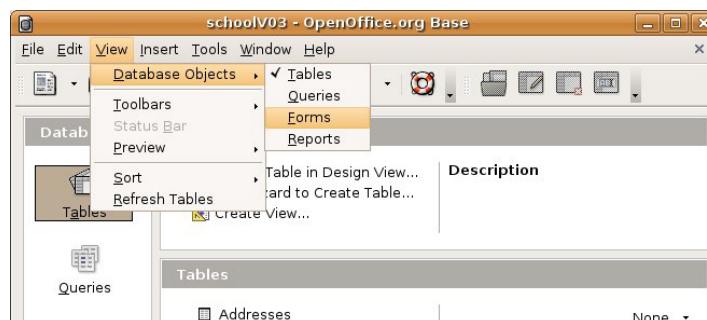 schoolV03 - OpenOffice.org Base
File Edit View Insert Tools Window Help
Database Objects
Tables
Queries
Forms
Reports
Toolbars
Status Bar
Preview
Sort
Refresh Tables
Datab
Table in Design View...
ard to Create Table...
Create View...
Description
Tables
Queries
Tables
Addresses
None